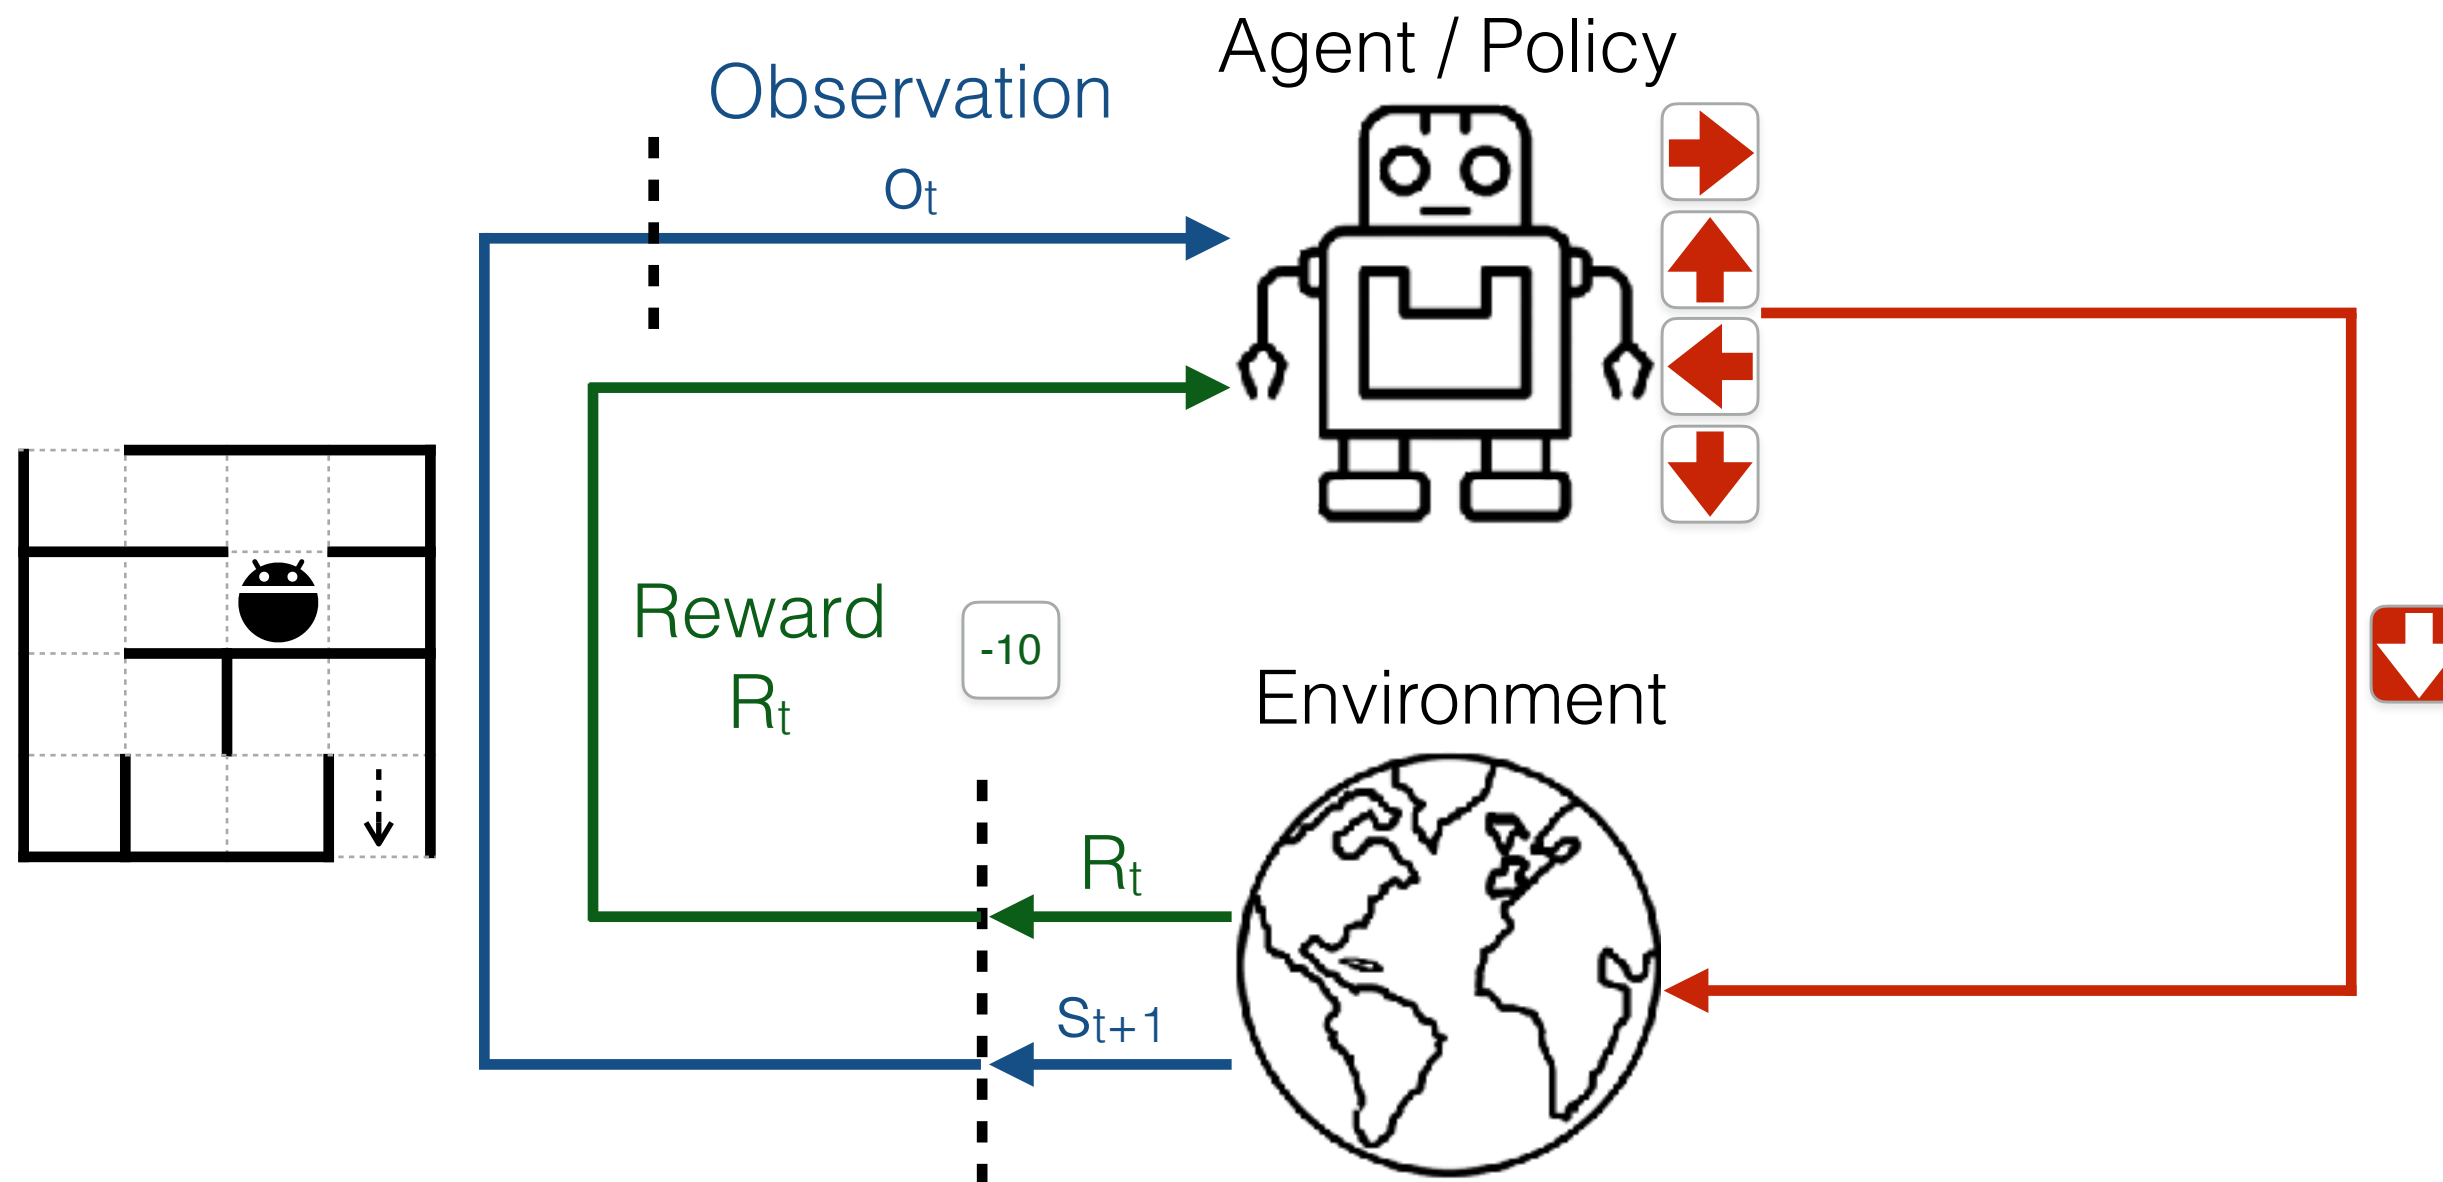 Agent / Policy
Observation
ot
Reward
Rt
-10
Environment
Rt
st+1